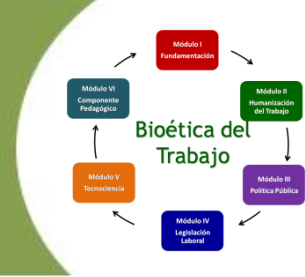 Módulo I
Fundamentación
Módulo II
Humanización
del Trabajo
Módulo III
Política Pública
Módulo IV
Legislación
Laboral
Módulo V
Tecnociencia
Módulo VI
Componente
Pedagógico
Bioética del
Trabajo